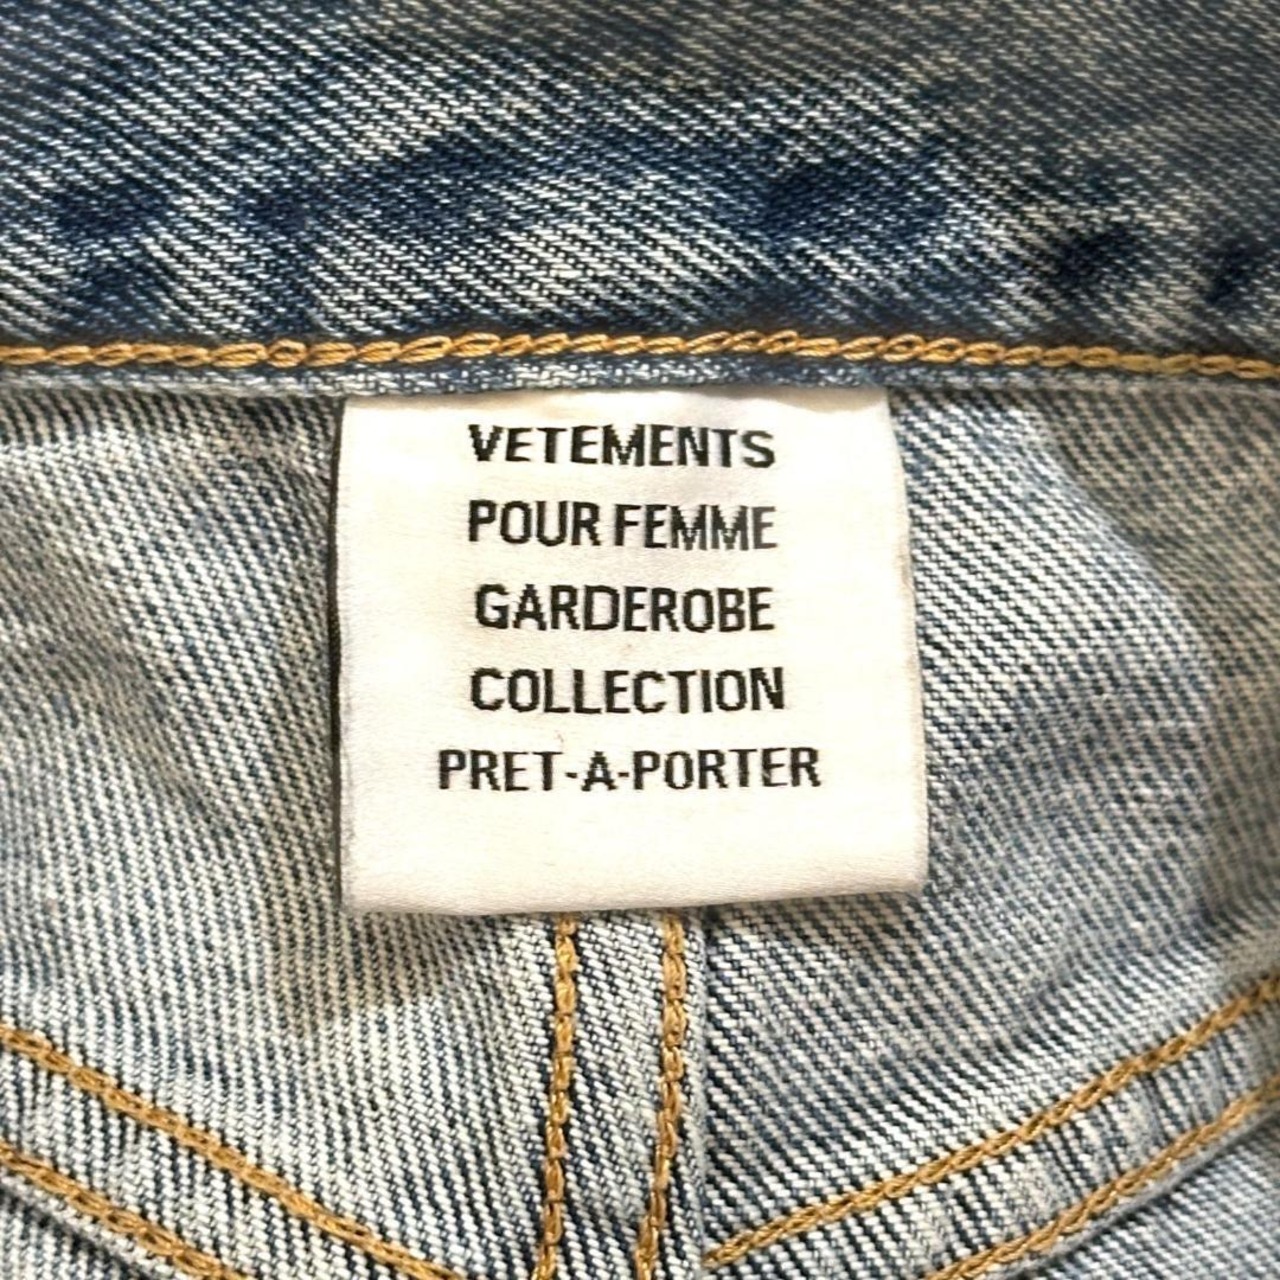 VETEMENTS
POUR FEMME
GARDEROBE
COLLECTION
PRET-A-PORTER